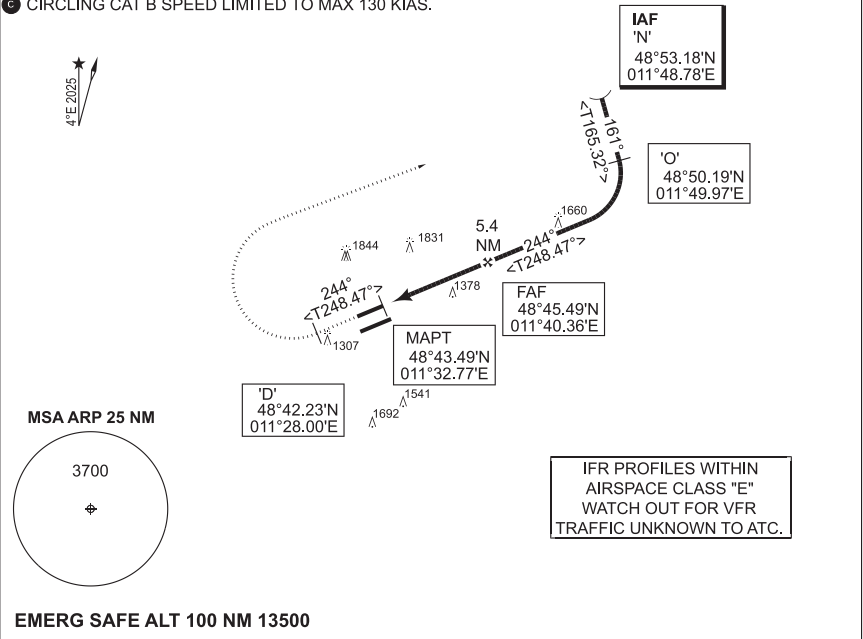 C CIRCLING CAT B SPEED LIMITED TO MAX 130 KIAS.
IAF
'N'
48°53.18'N
011°48.78'E
4°E 2025
161°
<T165.32°>
'O'
48°50.19'N
011°49.97'E
1660
5.4
NM
244°
<T248.47°>
1831
1844
1378
FAF
48°45.49'N
011°40.36'E
244°
<T248.47°>
1307
MAPT
48°43.49'N
011°32.77'E
'D'
48°42.23'N
011°28.00'E
1541
1692
MSA ARP 25 NM
3700
IFR PROFILES WITHIN
AIRSPACE CLASS "E"
WATCH OUT FOR VFR
TRAFFIC UNKNOWN TO ATC.
EMERG SAFE ALT 100 NM 13500